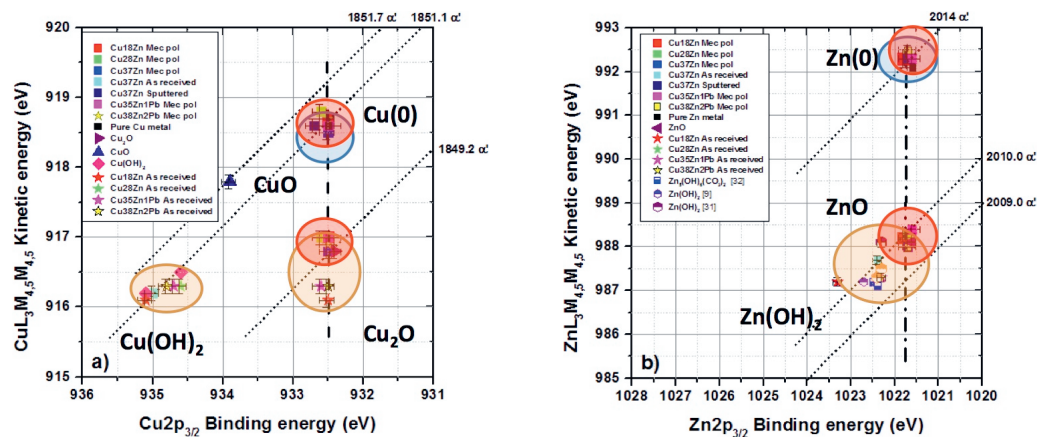 1851.7 α'
1851.1 α'
920
919
918
917
916
915
CuL₃M₄,₅M₄,₅ Kinetic energy (eV)
Cu18Zn Mec pol
Cu28Zn Mec pol
Cu37Zn Mec pol
Cu37Zn As received
Cu37Zn Sputtered
Cu35Zn1Pb Mec pol
Cu38Zn2Pb Mec pol
Pure Cu metal
Cu₂O
CuO
Cu(OH)₂
Cu18Zn As received
Cu28Zn As received
Cu35Zn1Pb As received
Cu38Zn2Pb As received
Cu(0)
1849.2 α'
CuO
Cu(OH)₂
Cu₂O
a)
936 935 934 933 932 931
Cu2p₃/₂ Binding energy (eV)
2014 α'
993
992
991
990
989
988
987
986
985
ZnL₃M₄,₅M₄,₅ Kinetic energy (eV)
Cu18Zn Mec pol
Cu28Zn Mec pol
Cu37Zn Mec pol
Cu37Zn As received
Cu37Zn Sputtered
Cu35Zn1Pb Mec pol
Cu38Zn2Pb Mec pol
Pure Zn metal
ZnO
Cu18Zn As received
Cu28Zn As received
Cu35Zn1Pb As received
Cu38Zn2Pb As received
Zn₅(OH)₆(CO₃)₂ [32]
Zn(OH)₂ [9]
Zn(OH)₂ [31]
Zn(0)
2010.0 α'
ZnO
2009.0 α'
Zn(OH)₂
b)
1028 1027 1026 1025 1024 1023 1022 1021 1020
Zn2p₃/₂ Binding energy (eV)